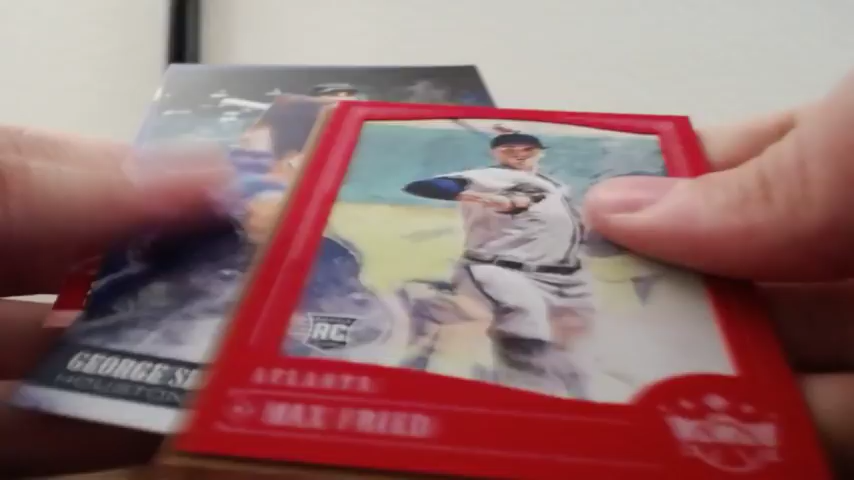 GEORGE
HOUSTON
RC
ATLANTA
MAX FRIED